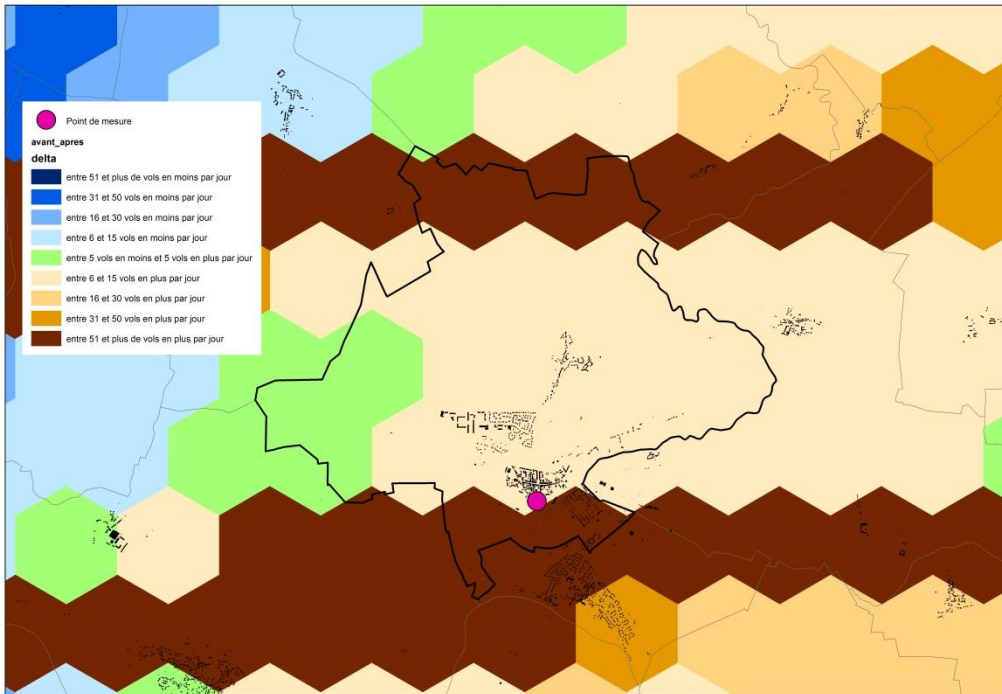 Point de mesure
avant_apres
delta
entre 51 et plus de vols en moins par jour
entre 31 et 50 vols en moins par jour
entre 16 et 30 vols en moins par jour
entre 6 et 15 vols en moins par jour
entre 5 vols en moins et 5 vols en plus par jour
entre 6 et 15 vols en plus par jour
entre 16 et 30 vols en plus par jour
entre 31 et 50 vols en plus par jour
entre 51 et plus de vols en plus par jour